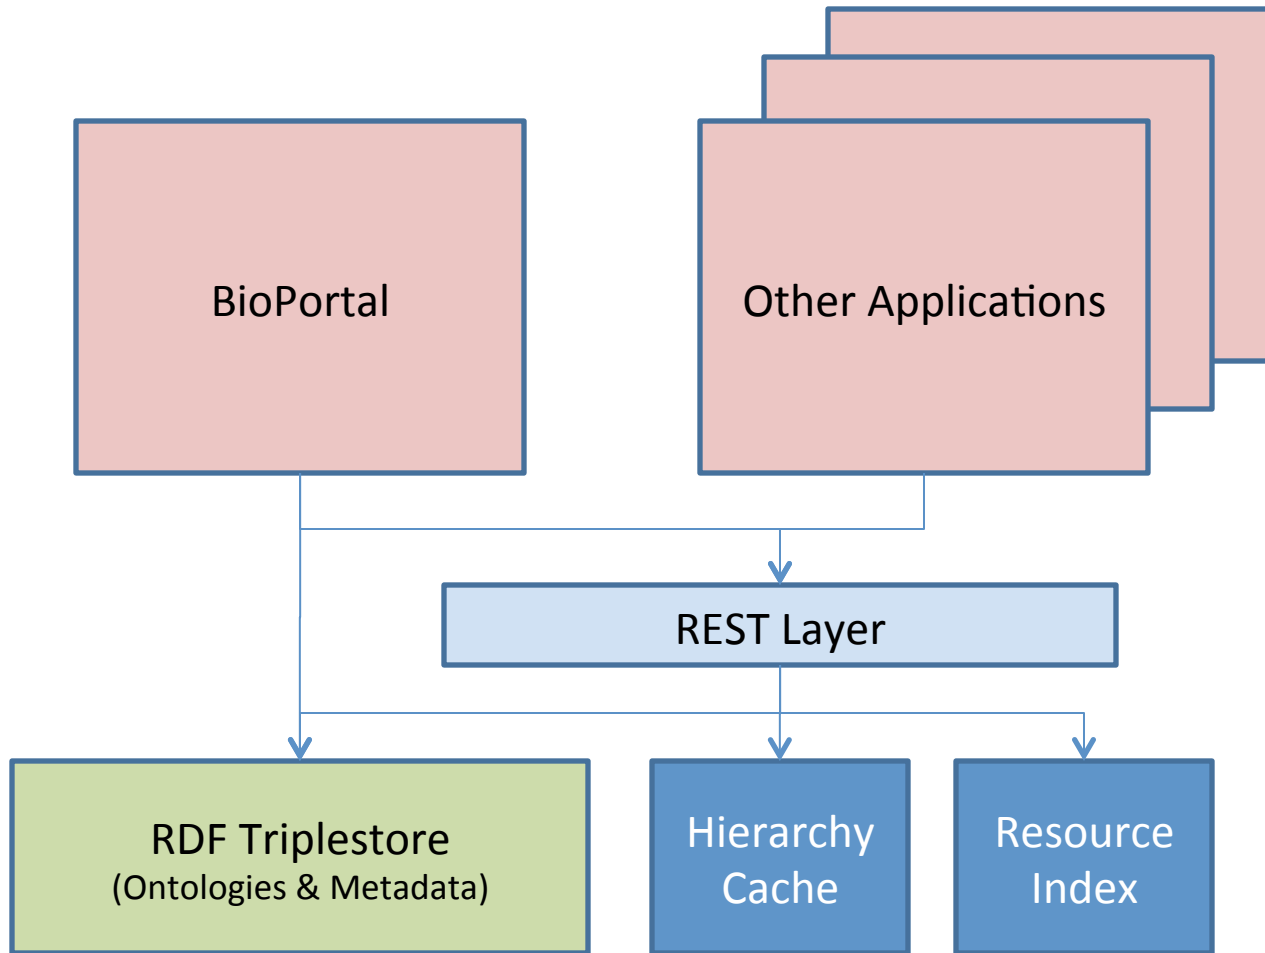 BioPortal
Other Applications
REST Layer
RDF Triplestore
(Ontologies & Metadata)
Hierarchy
Cache
Resource
Index